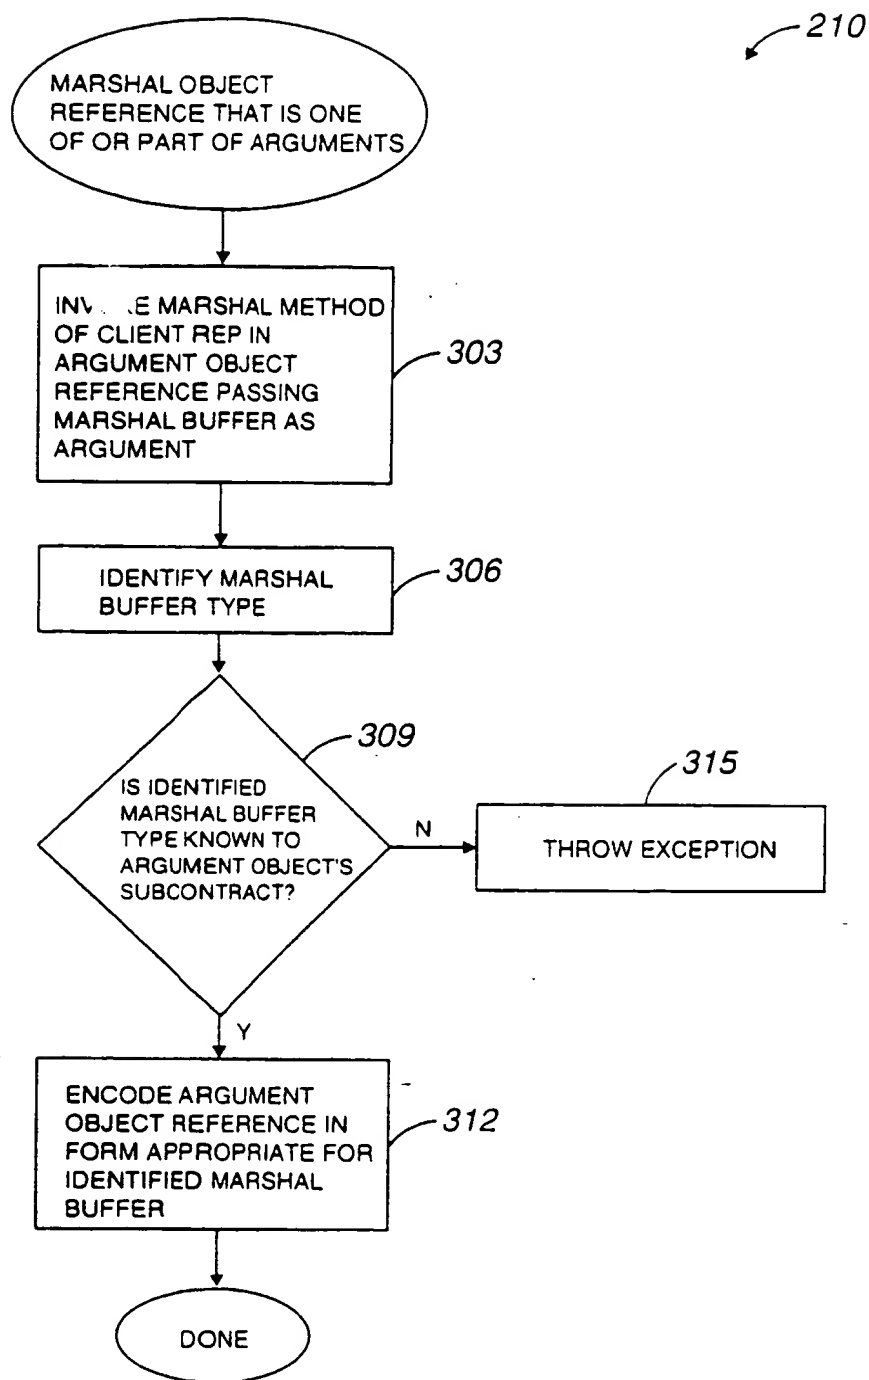 210
MARSHAL OBJECT
REFERENCE THAT IS ONE
OF OR PART OF ARGUMENTS
MARSHAL METHOD
OF CLIENT REP IN
ARGUMENT OBJECT
REFERENCE PASSING
MARSHAL BUFFER AS
ARGUMENT
303
IDENTIFY MARSHAL
BUFFER TYPE
306
309
IS IDENTIFIED
MARSHAL BUFFER
TYPE KNOWN TO
ARGUMENT OBJECT'S
SUBCONTRACT?
N
315
THROW EXCEPTION
Y
ENCODE ARGUMENT
OBJECT REFERENCE IN
FORM APPROPRIATE FOR
IDENTIFIED MARSHAL
BUFFER
312
DONE